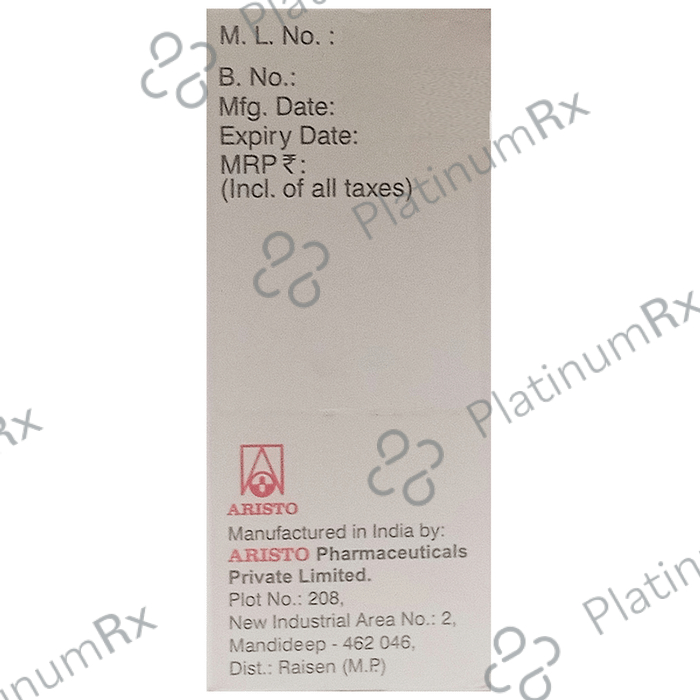 M. L. No. :
B. No.:
Mfg. Date:
Expiry Date:
MRP ₹:
(Incl. of all taxes)
ARISTO
Manufactured in India by:
ARISTO Pharmaceuticals
Private Limited.
Plot No.: 208,
New Industrial Area No.: 2,
Mandideep - 462 046,
Dist.: Raisen (M.P.)
PlatinumRx
PlatinumRx
PlatinumRx
PlatinumRx